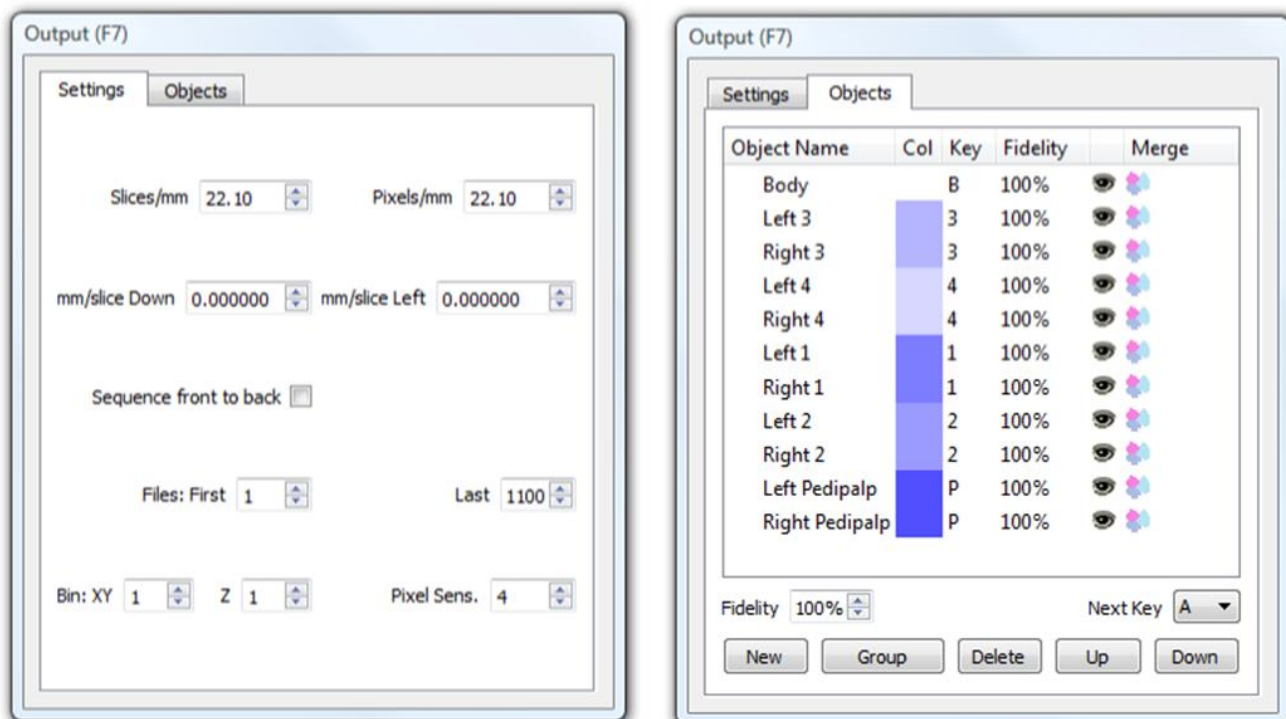 Output (F7)
Settings Objects
Slices/mm 22.10 Pixels/mm 22.10
mm/slice Down 0.000000 mm/slice Left 0.000000
Sequence front to back
Files: First 1 Last 1100
Bin: XY 1 Z 1 Pixel Sens. 4
Output (F7)
Settings Objects
Object Name Col Key Fidelity Merge
Body B 100%
Left 3 3 100%
Right 3 3 100%
Left 4 4 100%
Right 4 4 100%
Left 1 1 100%
Right 1 1 100%
Left 2 2 100%
Right 2 2 100%
Left Pedipalp P 100%
Right Pedipalp P 100%
Fidelity 100% Next Key A
New Group Delete Up Down